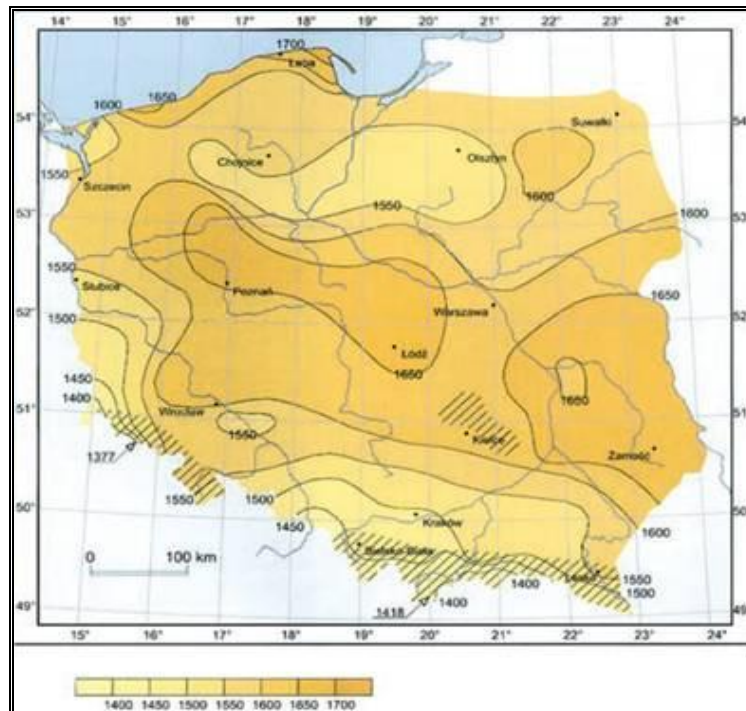 14° 15° 16° 17° 18° 19° 20° 21° 22° 23° 24°
1700
Łeba
1650
1600
54°
54°
Suwałki
Chojnice
Olsztyn
1550
Szczecin
1600
1550
53°
53°
1600
1550
Słubice
1650
Poznań
Warszawa
52°
52°
1500
Łódź
1650
1450
1650
1400
51°
51°
Wrocław
1550
Kielce
Zamość
1377
50°
50°
1550
1500
1450
Kraków
1600
0 100 km
Bielsko-Biała
1400
Lesko
1550
1500
49°
49°
1418
1400
15° 16° 17° 18° 19° 20° 21° 22° 23° 24°
1400 1450 1500 1550 1600 1650 1700